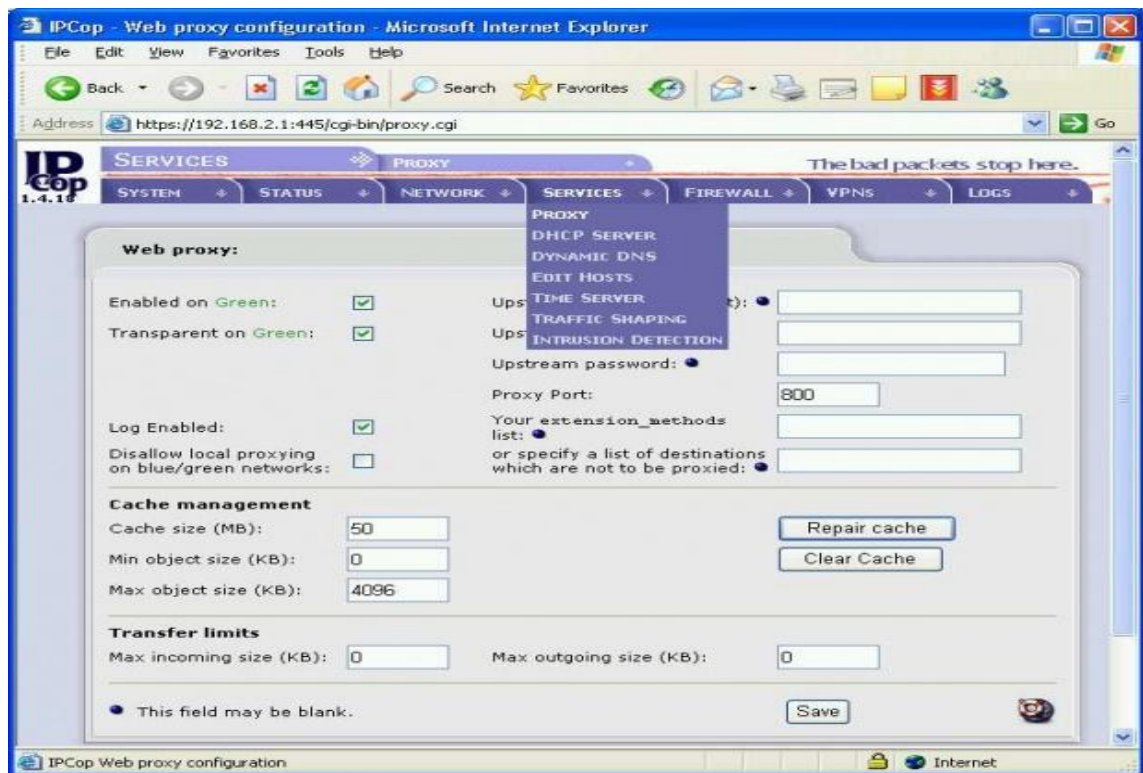 IPCop - Web proxy configuration - Microsoft Internet Explorer
File Edit View Favorites Tools Help
Back Search Favorites
Address https://192.168.2.1:445/cgi-bin/proxy.cgi Go
IP Cop SERVICES PROXY The bad packets stop here.
1.4.18 SYSTEM STATUS NETWORK SERVICES FIREWALL VPNS LOGS
PROXY
DHCP SERVER
DYNAMIC DNS
EDIT HOSTS
TIME SERVER
TRAFFIC SHAPING
INTRUSION DETECTION
Web proxy:
Enabled on Green: Ups t):
Transparent on Green: Ups
Upstream password:
Proxy Port: 800
Log Enabled: Your extension_methods list:
Disallow local proxying on blue/green networks: or specify a list of destinations which are not to be proxied:
Cache management
Cache size (MB): 50 Repair cache
Min object size (KB): 0 Clear Cache
Max object size (KB): 4096
Transfer limits
Max incoming size (KB): 0 Max outgoing size (KB): 0
This field may be blank. Save
IPCop Web proxy configuration Internet